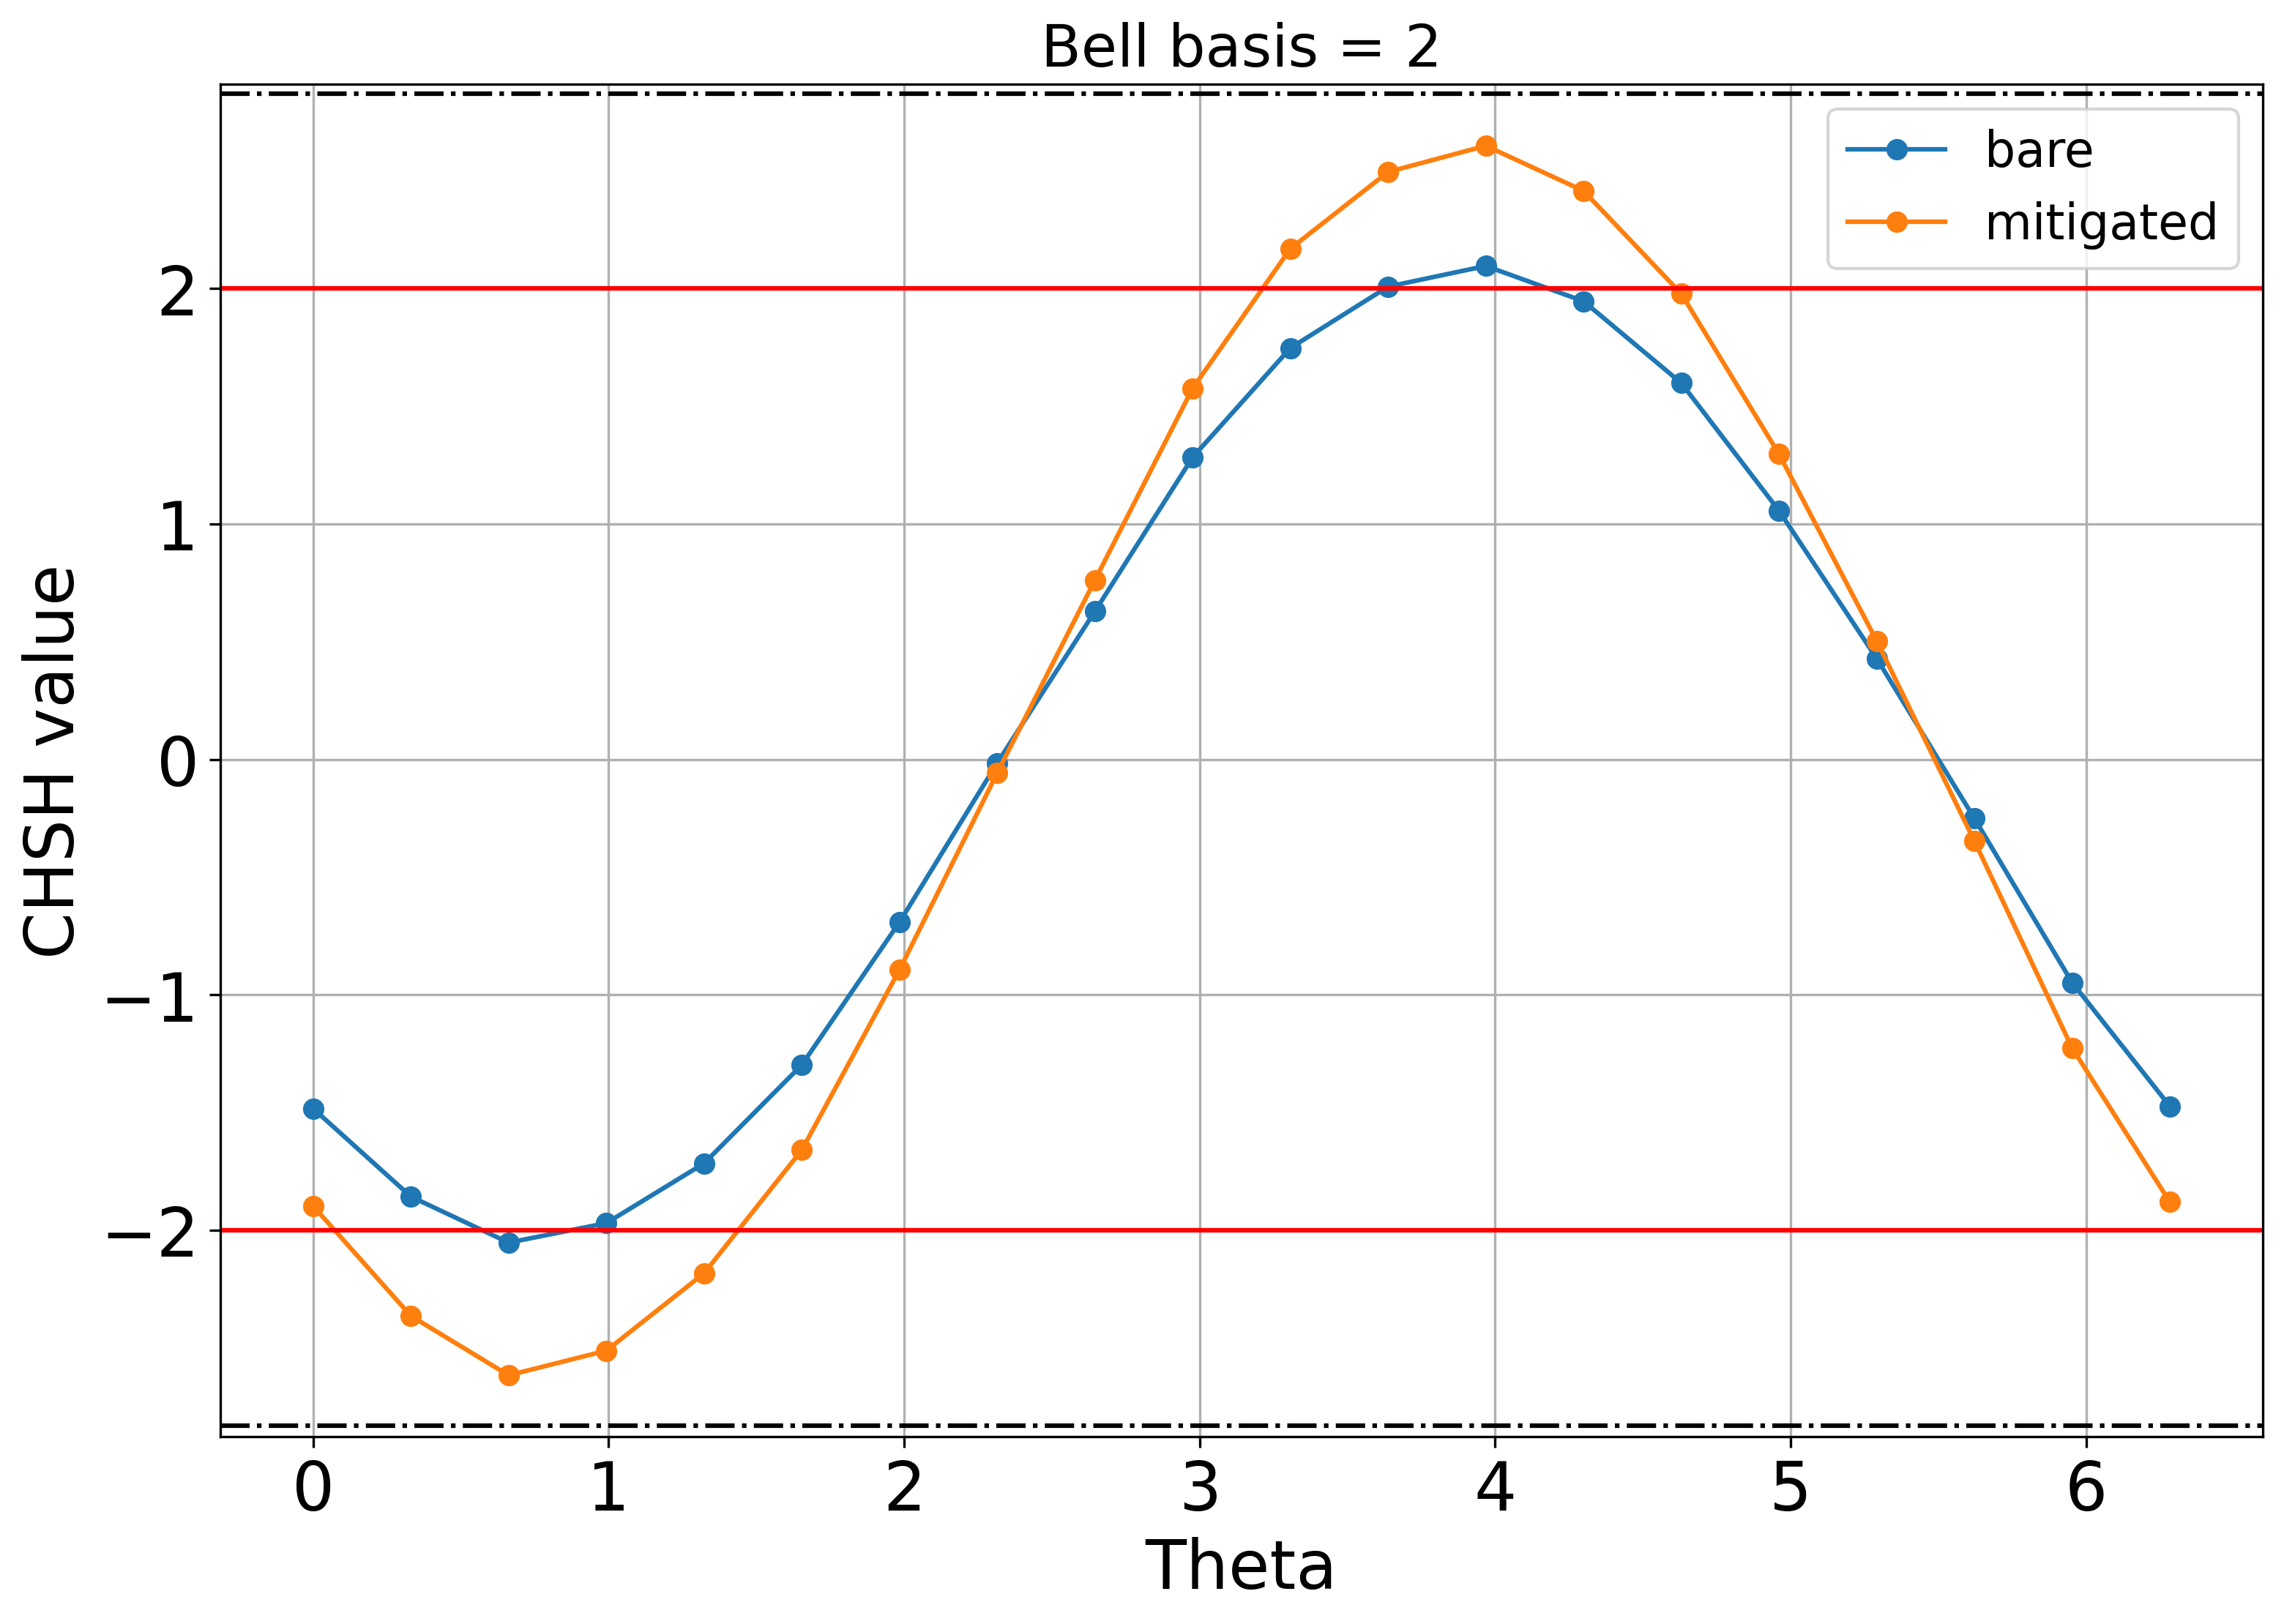 Bell basis = 2
bare
mitigated
CHSH value
2
1
0
−1
−2
0 1 2 3 4 5 6
Theta